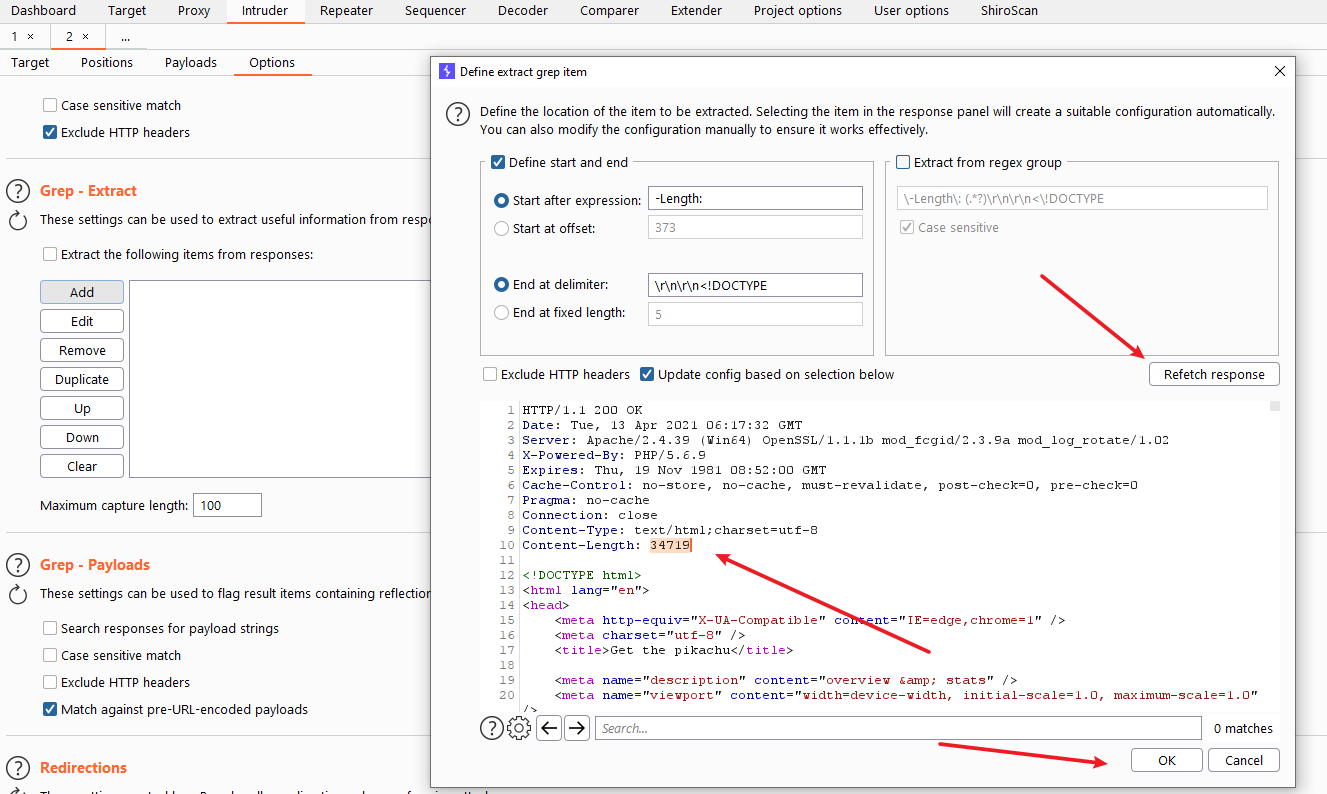 Dashboard Target Proxy Intruder Repeater Sequencer Decoder Comparer Extender Project options User options ShiroScan
1 × 2 × ...
Target Positions Payloads Options
Case sensitive match
Exclude HTTP headers
Grep - Extract
These settings can be used to extract useful information from respo
Extract the following items from responses:
Add
Edit
Remove
Duplicate
Up
Down
Clear
Maximum capture length: 100
Grep - Payloads
These settings can be used to flag result items containing reflection
Search responses for payload strings
Case sensitive match
Exclude HTTP headers
Match against pre-URL-encoded payloads
Redirections
Define extract grep item
Define the location of the item to be extracted. Selecting the item in the response panel will create a suitable configuration automatically.
You can also modify the configuration manually to ensure it works effectively.
Define start and end
Start after expression: -Length:
Start at offset: 373
End at delimiter: \r\n\r\n<!DOCTYPE
End at fixed length: 5
Extract from regex group
\-Length\: (.*?)\r\n\r\n<\!DOCTYPE
Case sensitive
Exclude HTTP headers Update config based on selection below Refetch response
1 HTTP/1.1 200 OK
2 Date: Tue, 13 Apr 2021 06:17:32 GMT
3 Server: Apache/2.4.39 (Win64) OpenSSL/1.1.1b mod_fcgid/2.3.9a mod_log_rotate/1.02
4 X-Powered-By: PHP/5.6.9
5 Expires: Thu, 19 Nov 1981 08:52:00 GMT
6 Cache-Control: no-store, no-cache, must-revalidate, post-check=0, pre-check=0
7 Pragma: no-cache
8 Connection: close
9 Content-Type: text/html;charset=utf-8
10 Content-Length: 34719
11
12 <!DOCTYPE html>
13 <html lang="en">
14 <head>
15 <meta http-equiv="X-UA-Compatible" content="IE=edge,chrome=1" />
16 <meta charset="utf-8" />
17 <title>Get the pikachu</title>
18
19 <meta name="description" content="overview &amp; stats" />
20 <meta name="viewport" content="width=device-width, initial-scale=1.0, maximum-scale=1.0"
/>
Search... 0 matches
OK Cancel